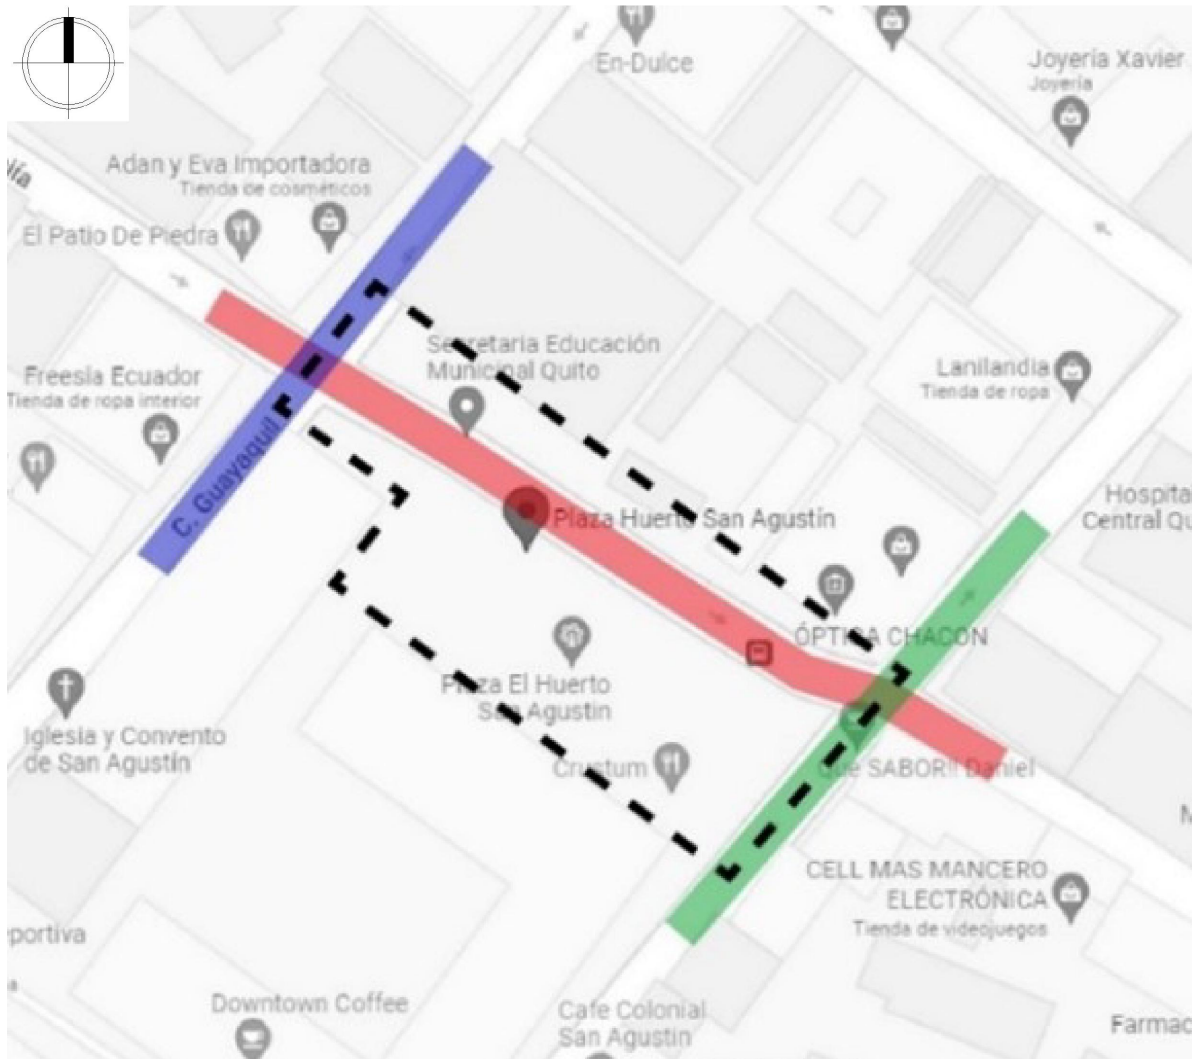 En-Dulce
Joyería Xavier
Joyería
Adan y Eva Importadora
Tienda de cosméticos
El Patio De Piedra
Secretaria Educación
Municipal Quito
Freesia Ecuador
Tienda de ropa interior
Lanilandia
Tienda de ropa
C. Guayaquil
Plaza Huerto San Agustín
Hospita
Central Qu
ÓPTICA CHACON
Plaza El Huerto
San Agustin
Iglesia y Convento
de San Agustín
Crustum
Que SABOR!! Daniel
CELL MAS MANCERO
ELECTRÓNICA
Tienda de videojuegos
portiva
Downtown Coffee
Cafe Colonial
San Agustin
Farmac